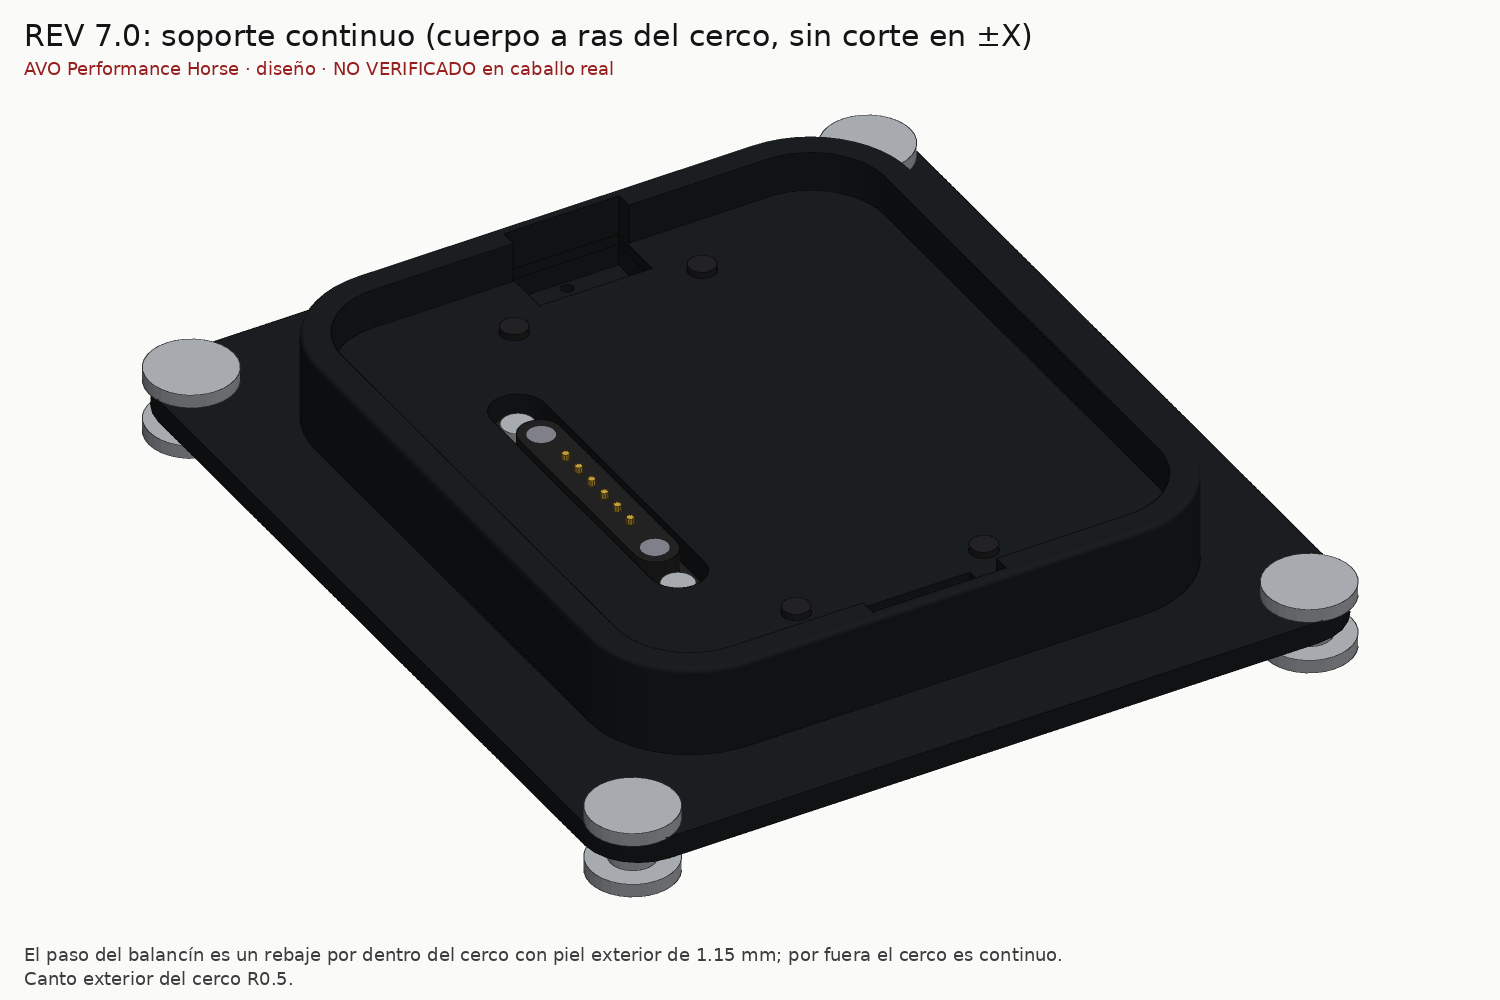 REV 7.0: soporte continuo (cuerpo a ras del cerco, sin corte en ±X)
AVO Performance Horse · diseño · NO VERIFICADO en caballo real
El paso del balancín es un rebaje por dentro del cerco con piel exterior de 1.15 mm; por fuera el cerco es continuo.
Canto exterior del cerco R0.5.